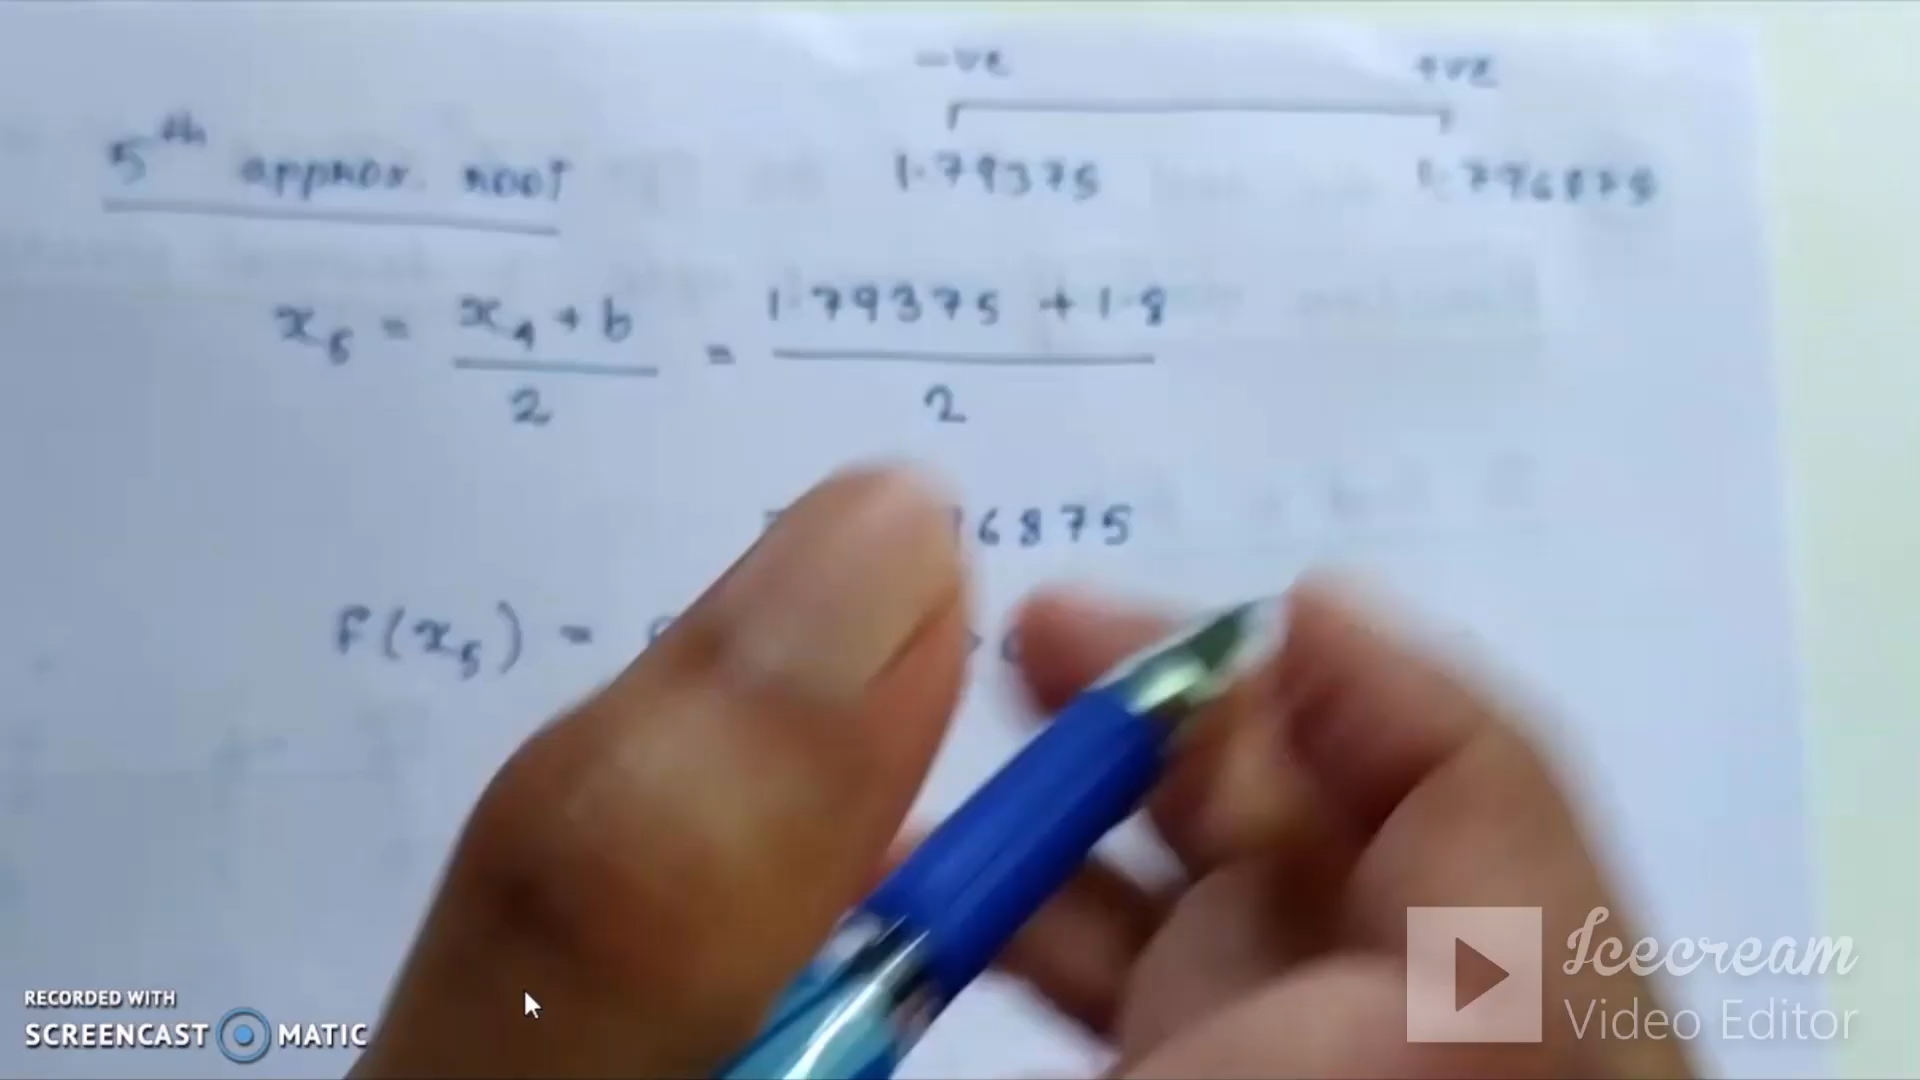 -ve +ve
5th approx. root 1.79375 1.796875
x5 = x4 + b / 2 = 1.79375 + 1.8 / 2
6875
F(x5) =
RECORDED WITH
SCREENCAST MATIC
Icecream
Video Editor